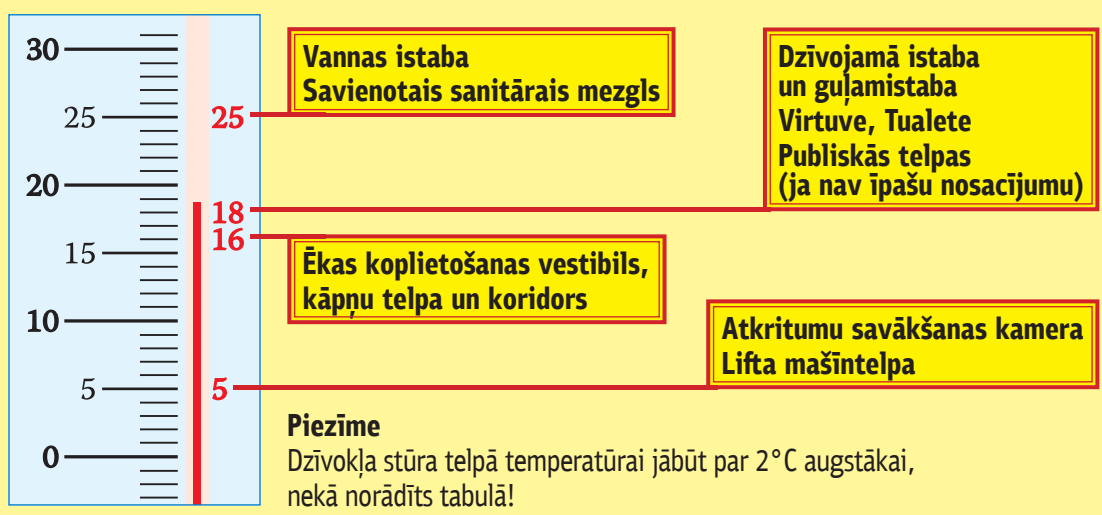 30
25
20
15
10
5
0
25
18
16
5
Vannas istaba
Savienotais sanitārais mezgls
Dzīvojamā istaba
un guļamistaba
Virtuve, Tualete
Publiskās telpas
(ja nav īpašu nosacījumu)
Ēkas koplietošanas vestibils,
kāpņu telpa un koridors
Atkritumu savākšanas kamera
Lifta mašīntelpa
Piezīme
Dzīvokļa stūra telpā temperatūrai jābūt par 2°C augstākai,
nekā norādīts tabulā!